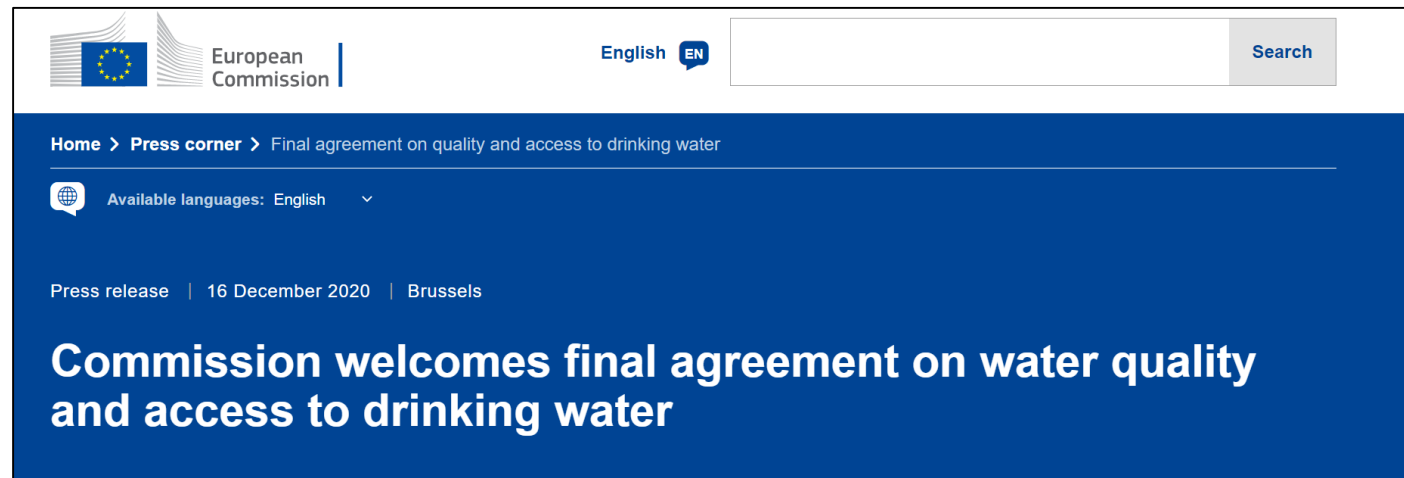 European
Commission
English EN
Search
Home > Press corner > Final agreement on quality and access to drinking water
Available languages: English
Press release | 16 December 2020 | Brussels
Commission welcomes final agreement on water quality
and access to drinking water